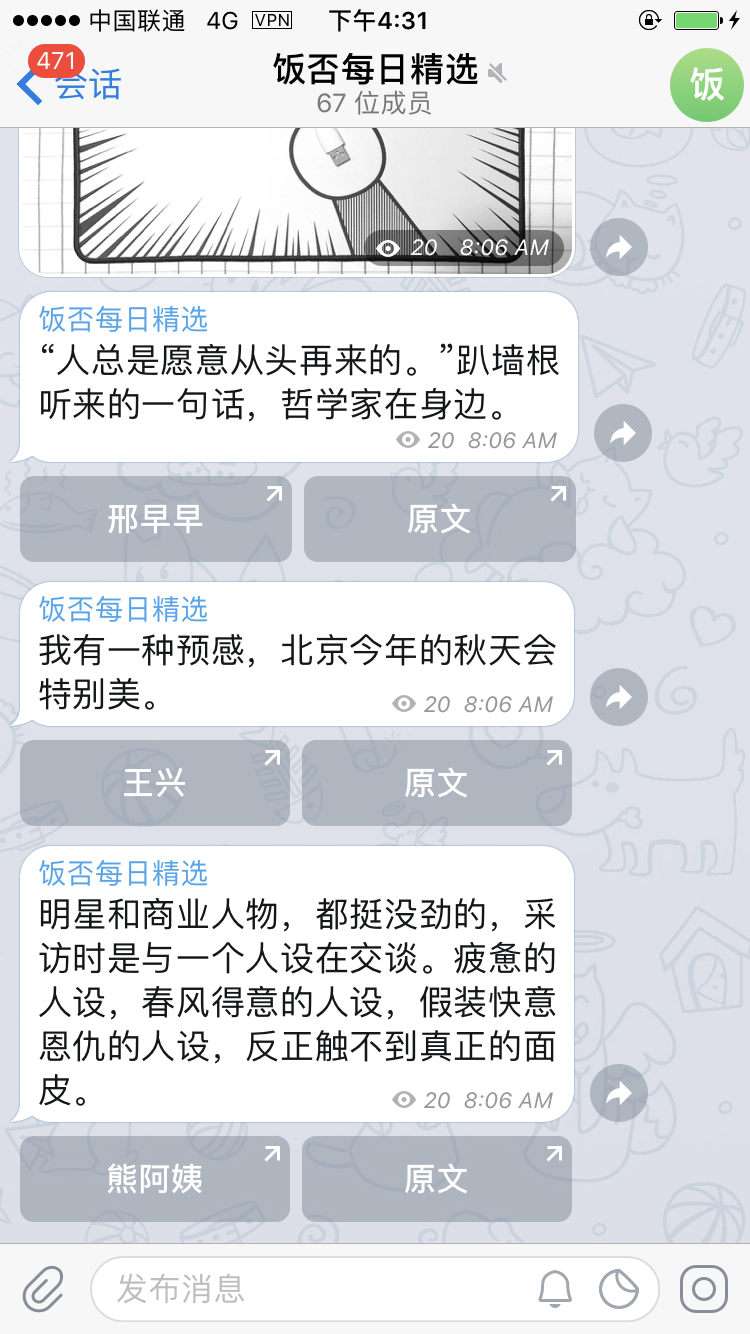 中国联通 4G VPN 下午4:31
471
会话
饭否每日精选
67 位成员
饭
20 8:06 AM
饭否每日精选
“人总是愿意从头再来的。”趴墙根
听来的一句话，哲学家在身边。
20 8:06 AM
邢早早 原文
饭否每日精选
我有一种预感，北京今年的秋天会
特别美。
20 8:06 AM
王兴 原文
饭否每日精选
明星和商业人物，都挺没劲的，采
访时是与一个人设在交谈。疲惫的
人设，春风得意的人设，假装快意
恩仇的人设，反正触不到真正的面
皮。
20 8:06 AM
熊阿姨 原文
发布消息